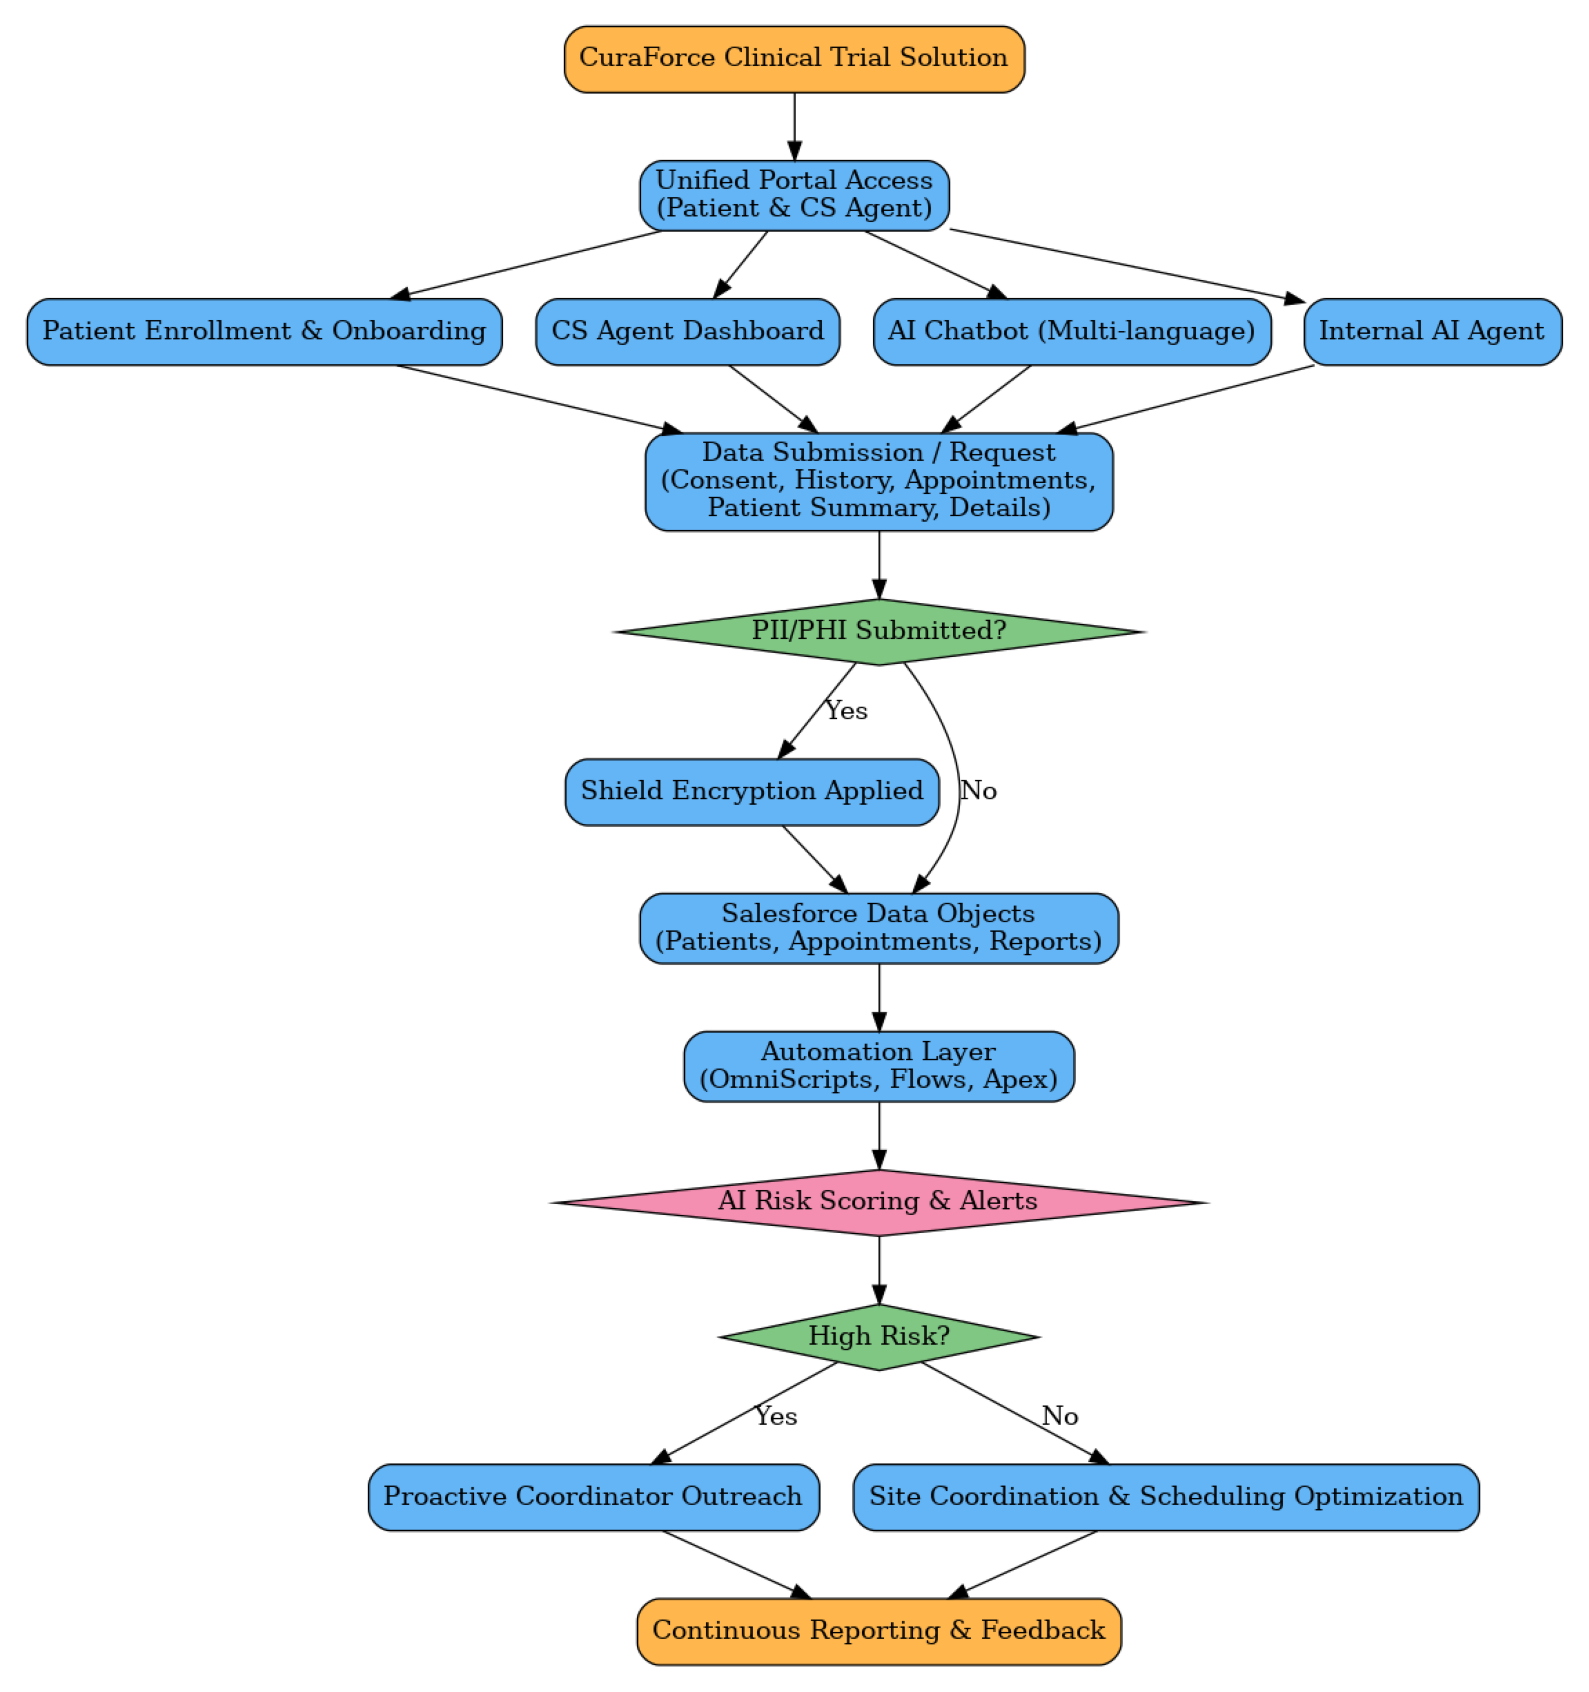 CuraForce Clinical Trial Solution
Unified Portal Access
(Patient & CS Agent)
Patient Enrollment & Onboarding
CS Agent Dashboard
AI Chatbot (Multi-language)
Internal AI Agent
Data Submission / Request
(Consent, History, Appointments,
Patient Summary, Details)
PII/PHI Submitted?
Yes
Shield Encryption Applied
No
Salesforce Data Objects
(Patients, Appointments, Reports)
Automation Layer
(OmniScripts, Flows, Apex)
AI Risk Scoring & Alerts
High Risk?
Yes
No
Proactive Coordinator Outreach
Site Coordination & Scheduling Optimization
Continuous Reporting & Feedback